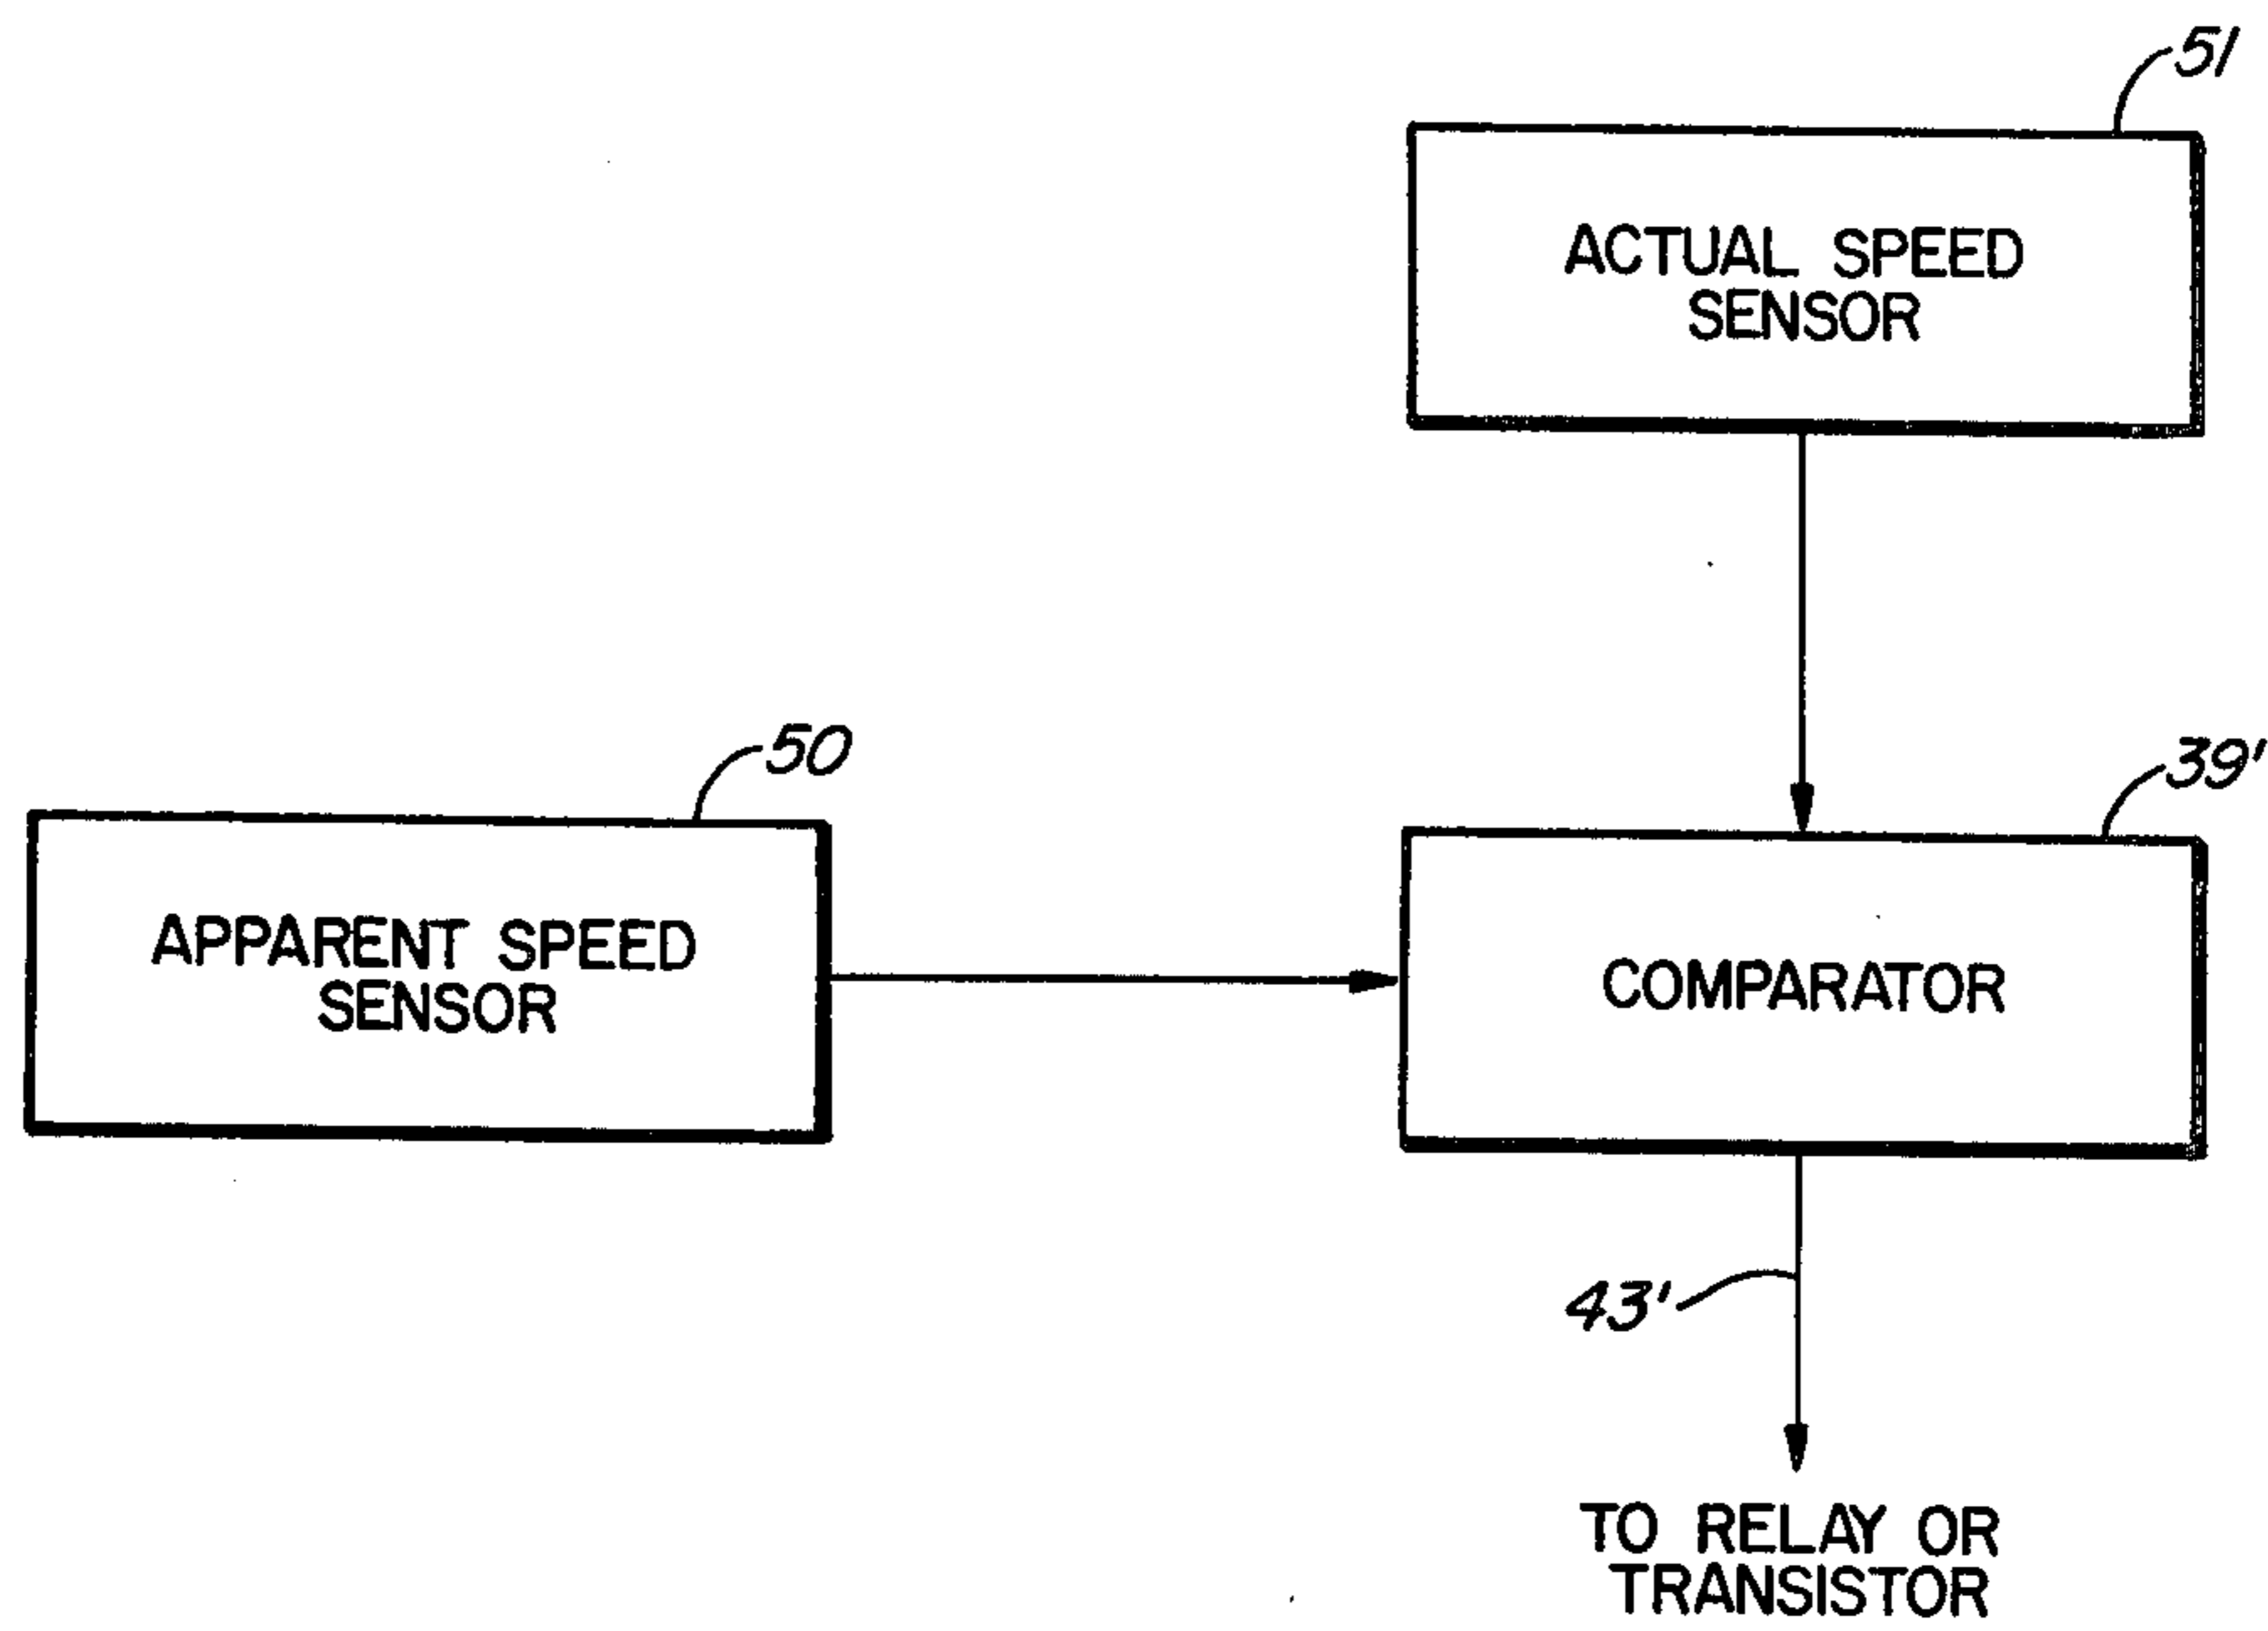 51
ACTUAL SPEED
SENSOR
50
39'
APPARENT SPEED
SENSOR
COMPARATOR
43'
TO RELAY OR
TRANSISTOR